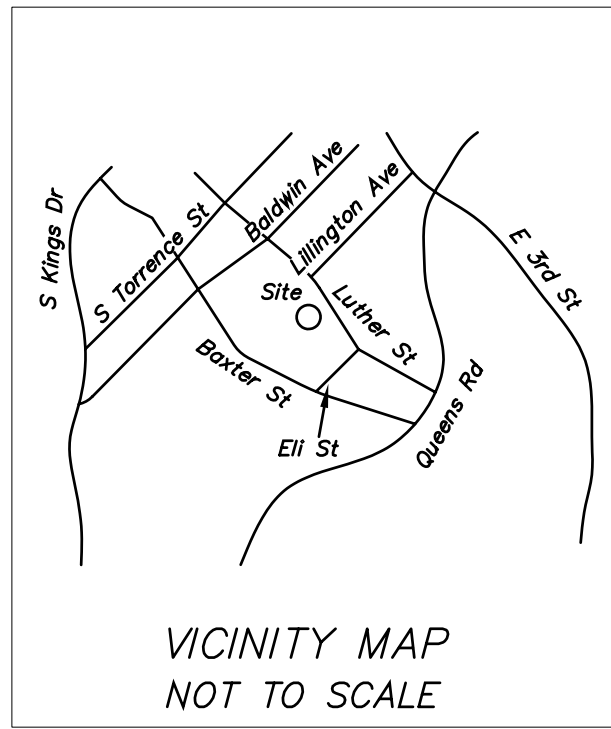 S Kings Dr
S Torrence St
Baldwin Ave
Lillington Ave
E 3rd St
Site
Luther St
Baxter St
Queens Rd
Eli St
VICINITY MAP
NOT TO SCALE